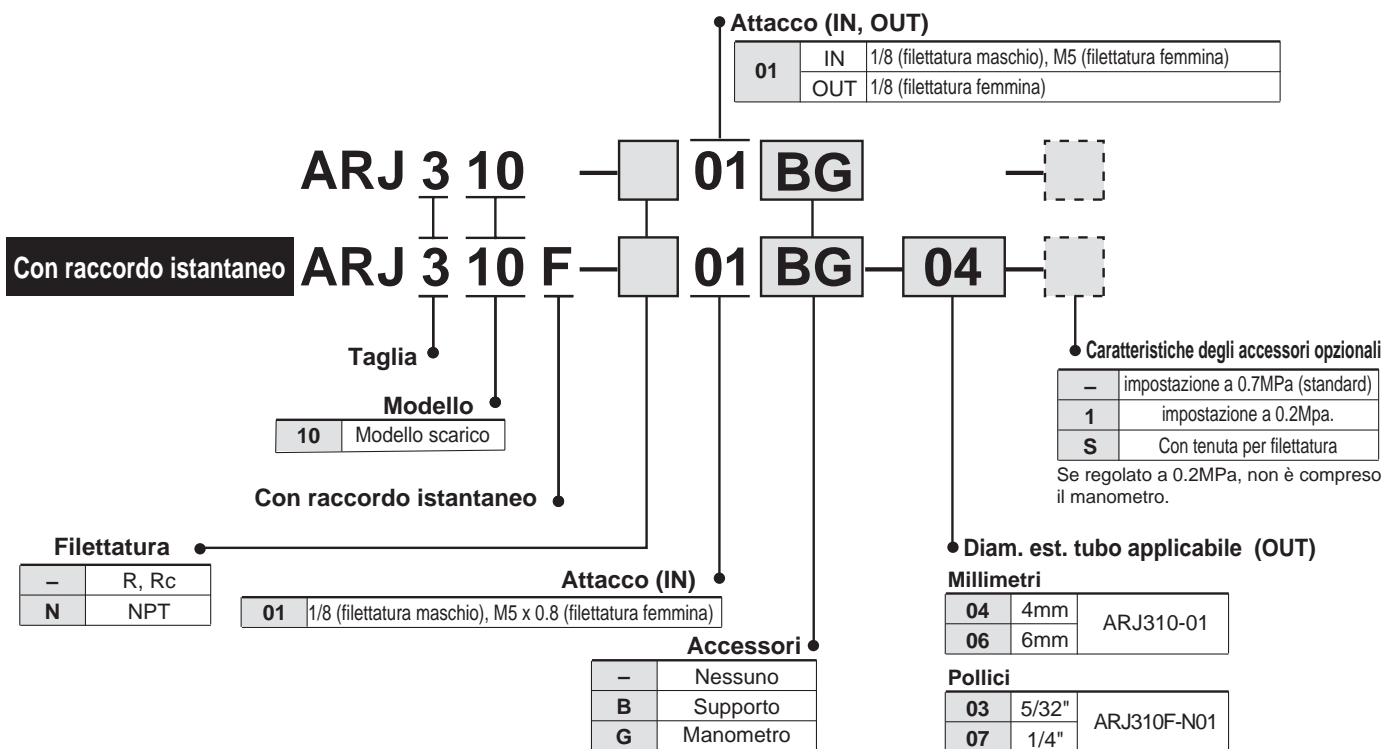 Attacco (IN, OUT)
01 IN 1/8 (filettatura maschio), M5 (filettatura femmina)
OUT 1/8 (filettatura femmina)
ARJ 3 10 — 01 BG —
Con raccordo istantaneo ARJ 3 10 F — 01 BG — 04 —
Taglia
Modello
10 Modello scarico
Con raccordo istantaneo
Filettatura
– R, Rc
N NPT
Attacco (IN)
01 1/8 (filettatura maschio), M5 x 0.8 (filettatura femmina)
Accessori
– Nessuno
B Supporto
G Manometro
Caratteristiche degli accessori opzionali
– impostazione a 0.7MPa (standard)
1 impostazione a 0.2Mpa.
S Con tenuta per filettatura
Se regolato a 0.2MPa, non è compreso
il manometro.
Diam. est. tubo applicabile (OUT)
Millimetri
04 4mm ARJ310-01
06 6mm
Pollici
03 5/32" ARJ310F-N01
07 1/4"